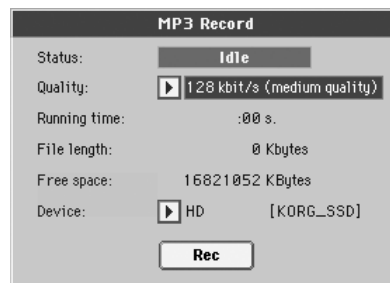 MP3 Record
Status: Idle
Quality: 128 kbit/s (medium quality)
Running time: :00 s.
File length: 0 Kbytes
Free space: 16821052 KBytes
Device: HD [KORG_SSD]
Rec